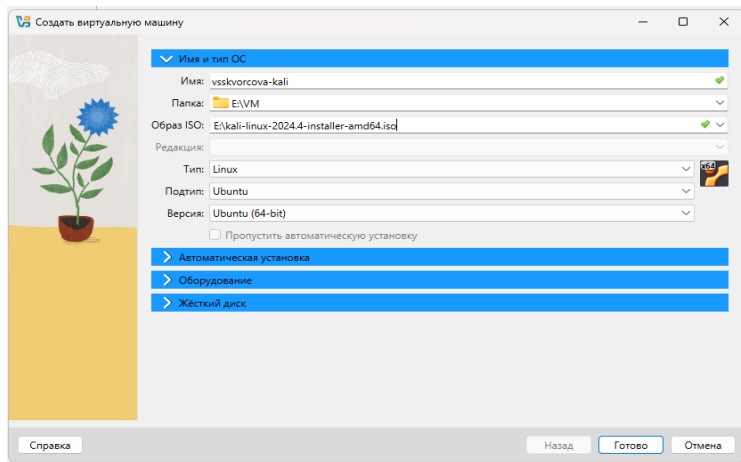 Создать виртуальную машину
Имя и тип ОС
Имя: vsskvorcova-kali
Папка: E:\VM
Образ ISO: E:\kali-linux-2024.4-installer-amd64.iso
Редакция:
Тип: Linux
x64
Подтип: Ubuntu
Версия: Ubuntu (64-bit)
Пропустить автоматическую установку
Автоматическая установка
Оборудование
Жёсткий диск
Справка Назад Готово Отмена